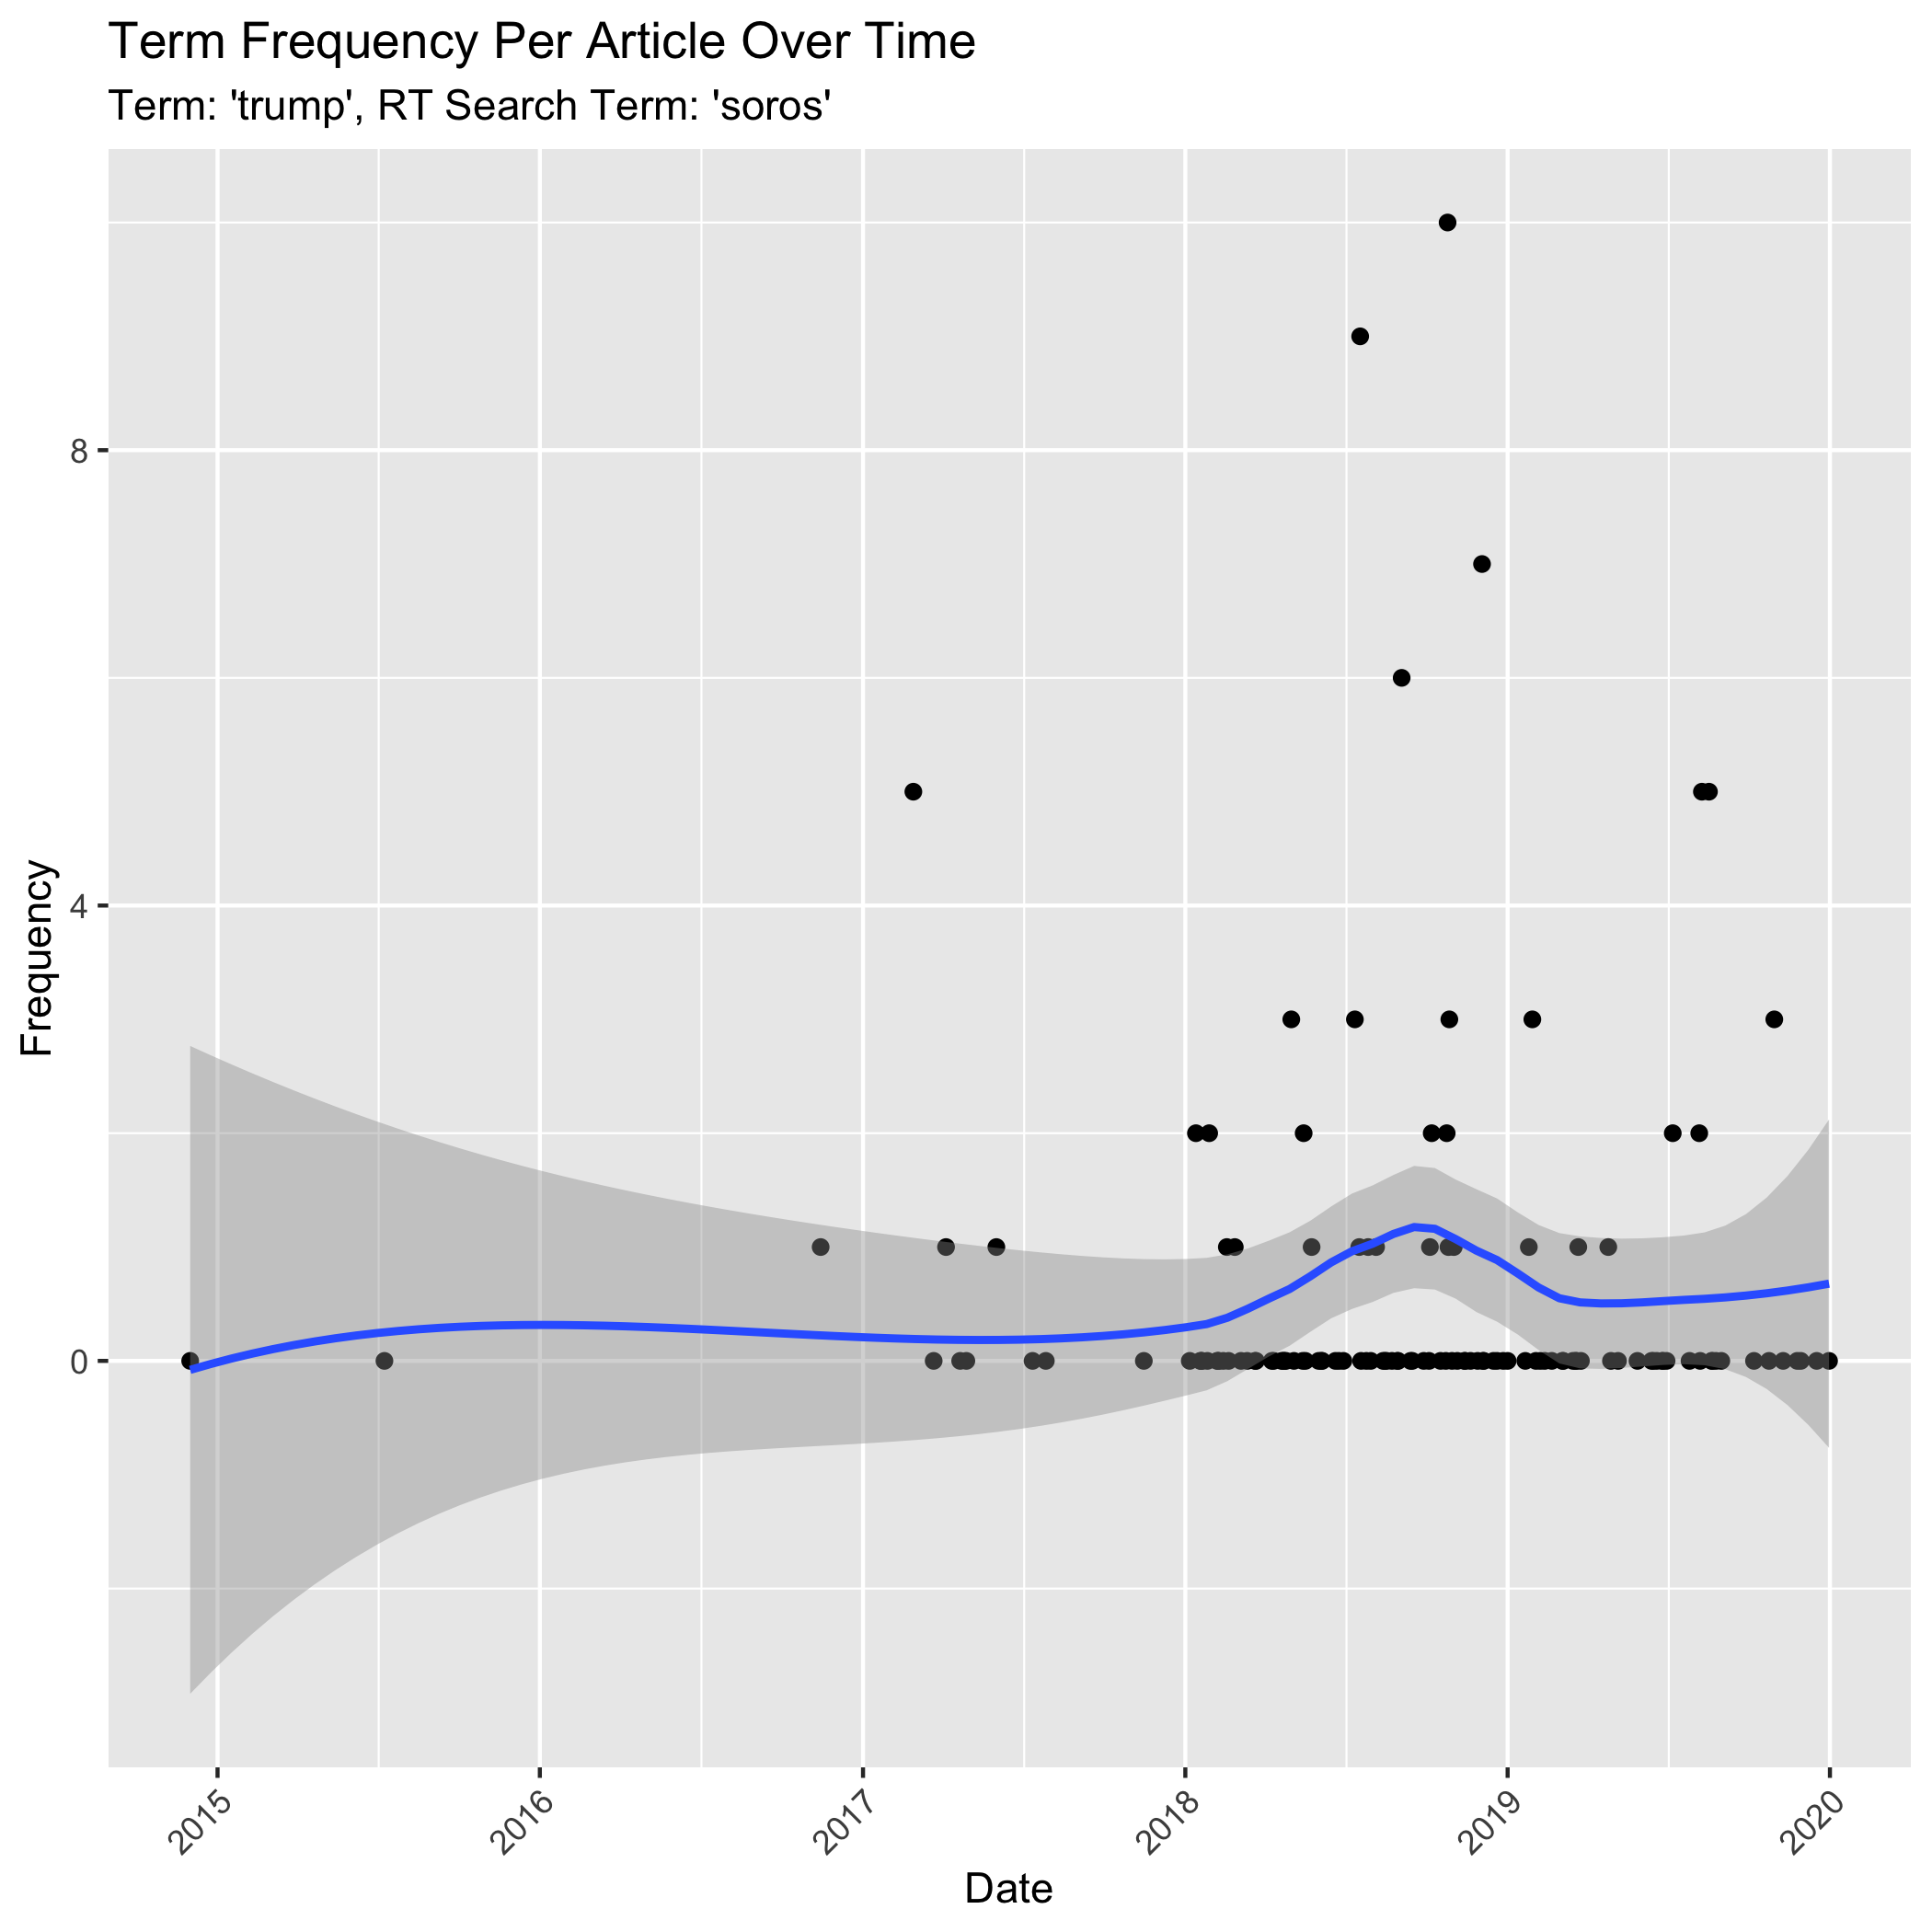 Term Frequency Per Article Over Time
Term: 'trump', RT Search Term: 'soros'
Frequency
8
4
0
2015
2016
2017
2018
2019
2020
Date